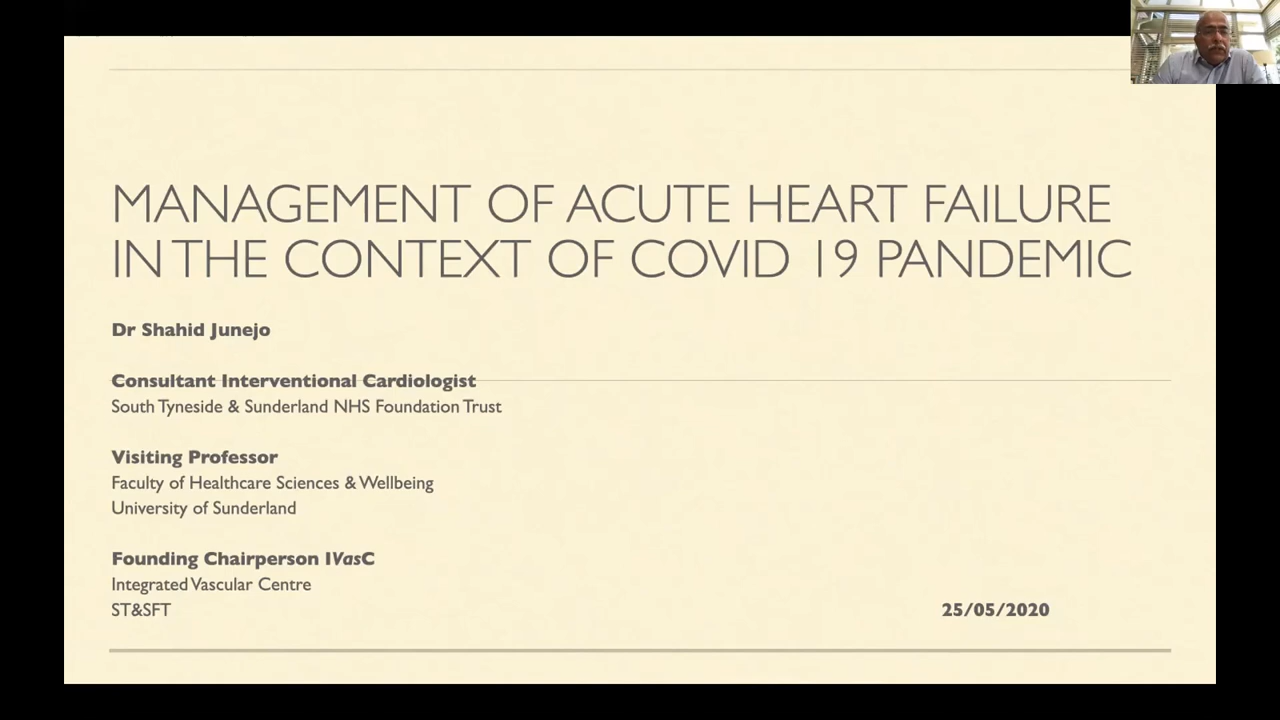 MANAGEMENT OF ACUTE HEART FAILURE
IN THE CONTEXT OF COVID 19 PANDEMIC
Dr Shahid Junejo
Consultant Interventional Cardiologist
South Tyneside & Sunderland NHS Foundation Trust
Visiting Professor
Faculty of Healthcare Sciences & Wellbeing
University of Sunderland
Founding Chairperson IVasC
Integrated Vascular Centre
ST&SFT
25/05/2020